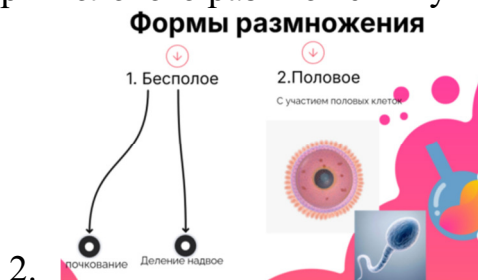 Формы размножения
1. Бесполое
2.Половое
С участием половых клеток
почкование
Деление надвое
2.